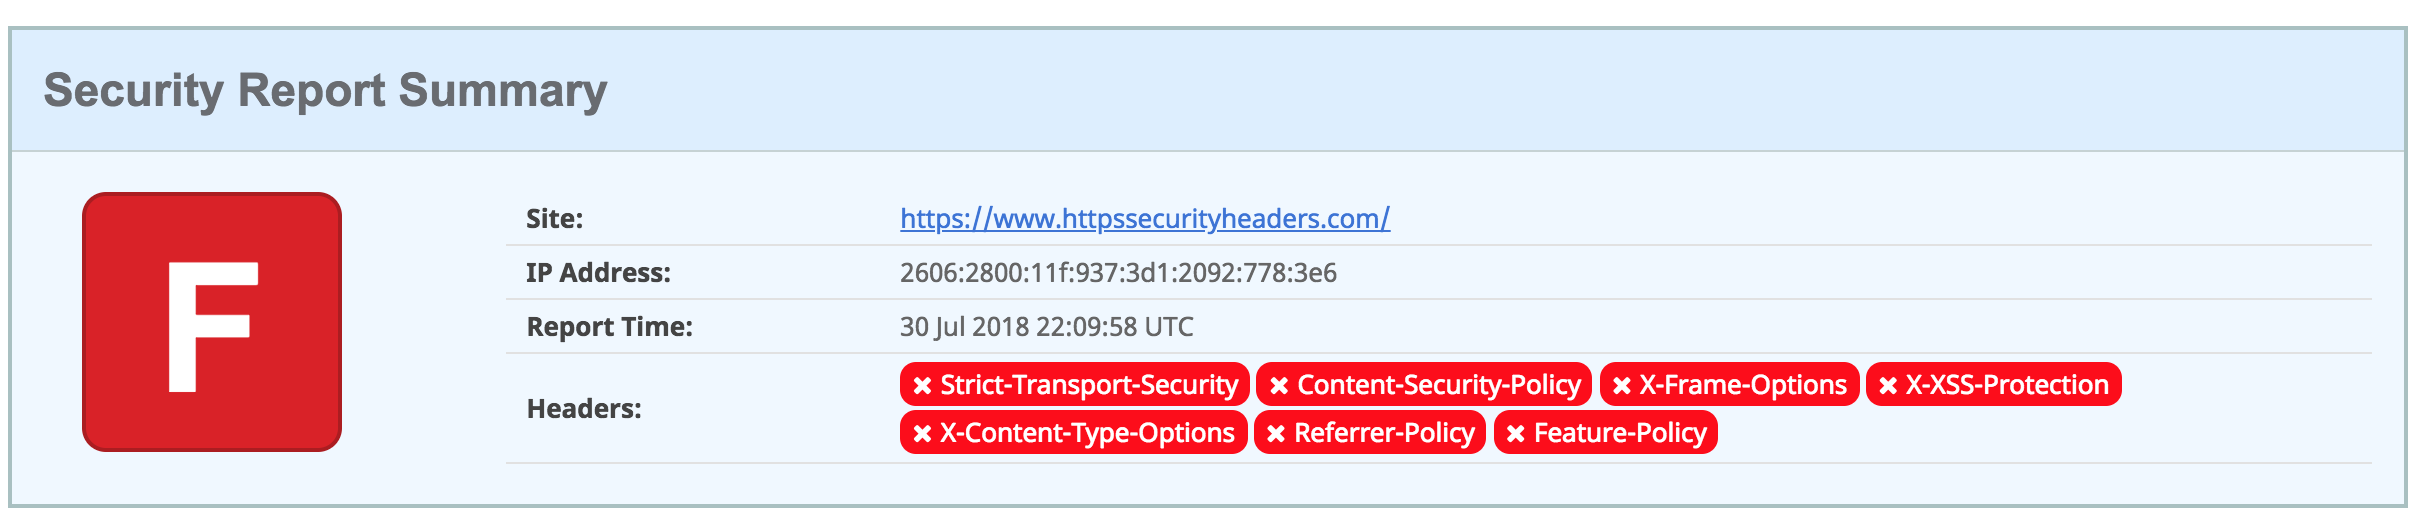 Security Report Summary
F
Site: https://www.httpssecurityheaders.com/
IP Address: 2606:2800:11f:937:3d1:2092:778:3e6
Report Time: 30 Jul 2018 22:09:58 UTC
Headers: ✖ Strict-Transport-Security ✖ Content-Security-Policy ✖ X-Frame-Options ✖ X-XSS-Protection
✖ X-Content-Type-Options ✖ Referrer-Policy ✖ Feature-Policy